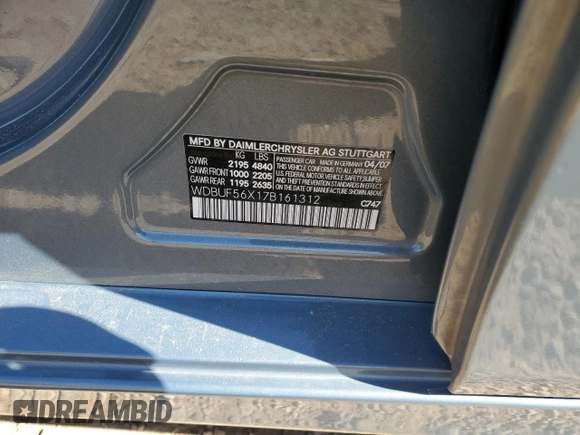 MFD BY DAIMLERCHRYSLER AG STUTTGART
KG LBS PASSENGER CAR MADE IN GERMANY 04/07
GVWR 2195 4840 THIS VEHICLE CONFORMS TO ALL APPLICABLE
GAWR FRONT 1000 2205 U.S. FEDERAL MOTOR VEHICLE SAFETY, BUMPER
GAWR REAR 1195 2635 AND THEFT PREVENTION STANDARDS IN EFFECT
ON THE DATE OF MANUFACTURE SHOWN ABOVE
WDBUF56X17B161312
C747
DREAMBID